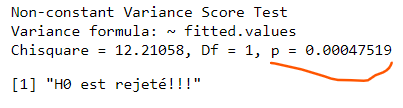 Non-constant Variance Score Test
Variance formula: ~ fitted.values
Chisquare = 12.21058, Df = 1, p = 0.00047519
[1] "H0 est rejeté!!!"